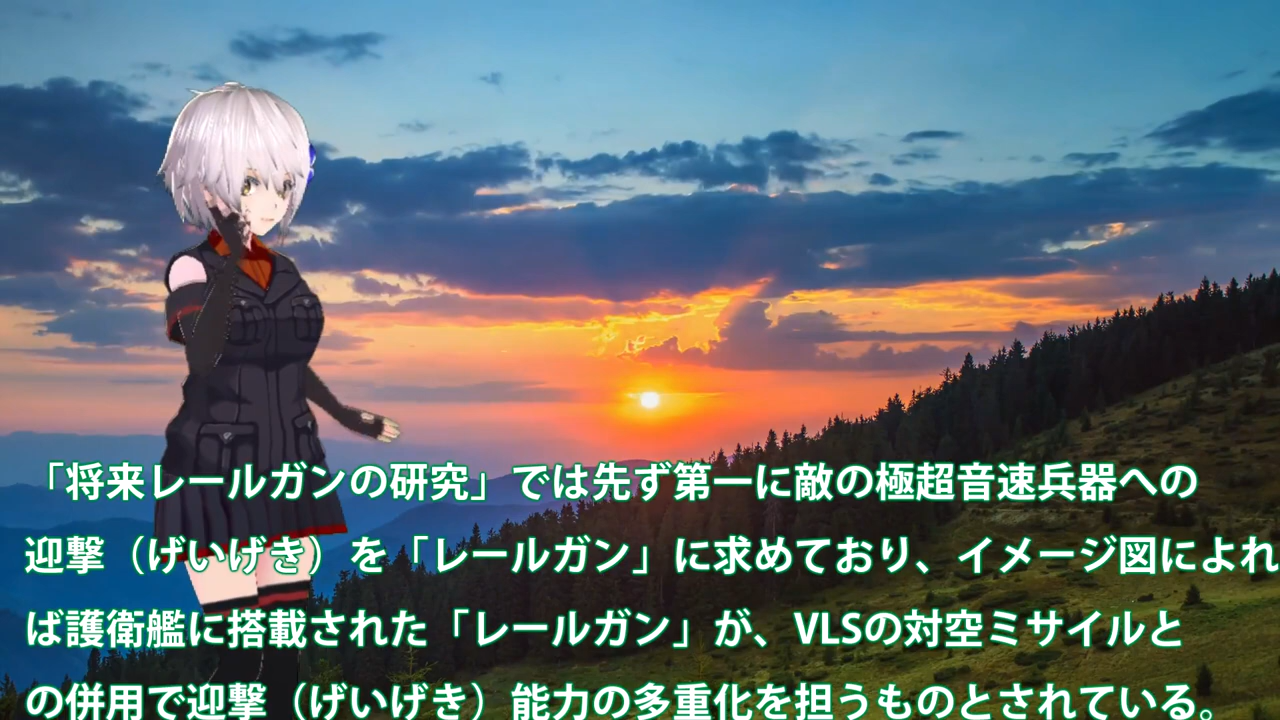 「将来レールガンの研究」では先ず第一に敵の極超音速兵器への
迎撃（げいげき）を「レールガン」に求めており、イメージ図によれ
ば護衛艦に搭載された「レールガン」が、VLSの対空ミサイルと
の併用で迎撃（げいげき）能力の多重化を担うものとされている。